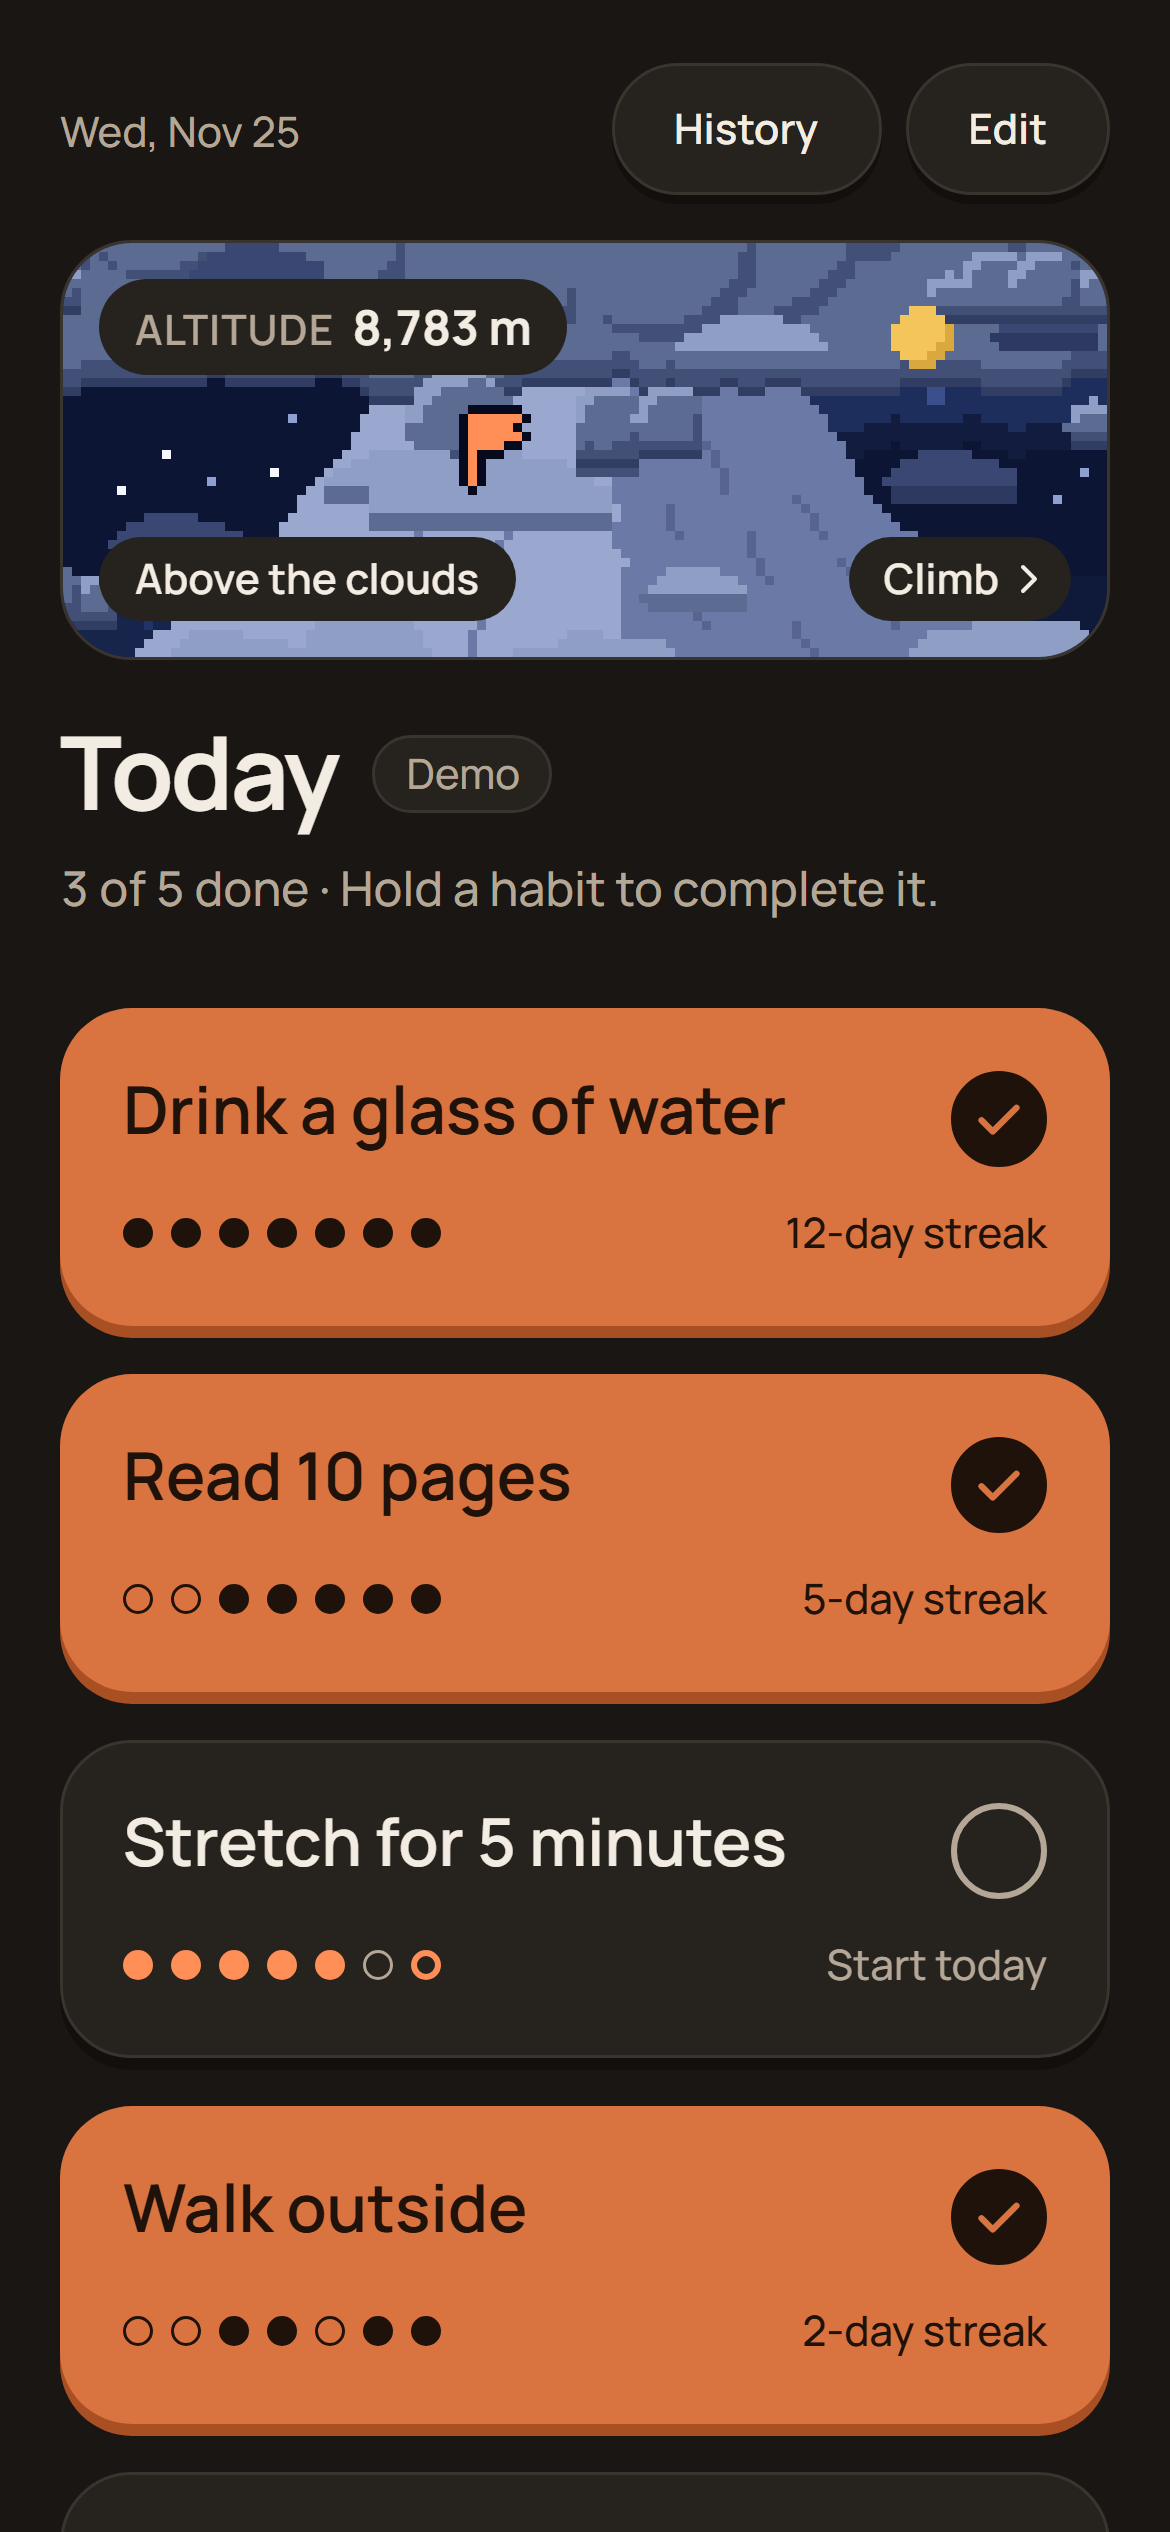 Wed, Nov 25
History
Edit
ALTITUDE 8,783 m
Above the clouds
Climb
Today
Demo
3 of 5 done · Hold a habit to complete it.
Drink a glass of water
12-day streak
Read 10 pages
5-day streak
Stretch for 5 minutes
Start today
Walk outside
2-day streak